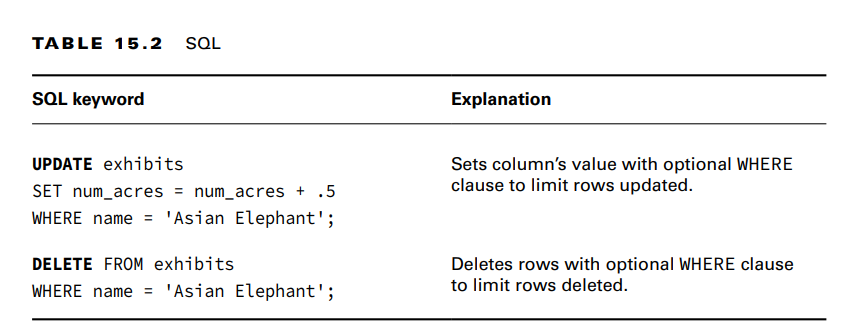 TABLE 15.2 SQL
SQL keyword Explanation
UPDATE exhibits
SET num_acres = num_acres + .5
WHERE name = 'Asian Elephant';
Sets column’s value with optional WHERE
clause to limit rows updated.
DELETE FROM exhibits
WHERE name = 'Asian Elephant';
Deletes rows with optional WHERE clause
to limit rows deleted.